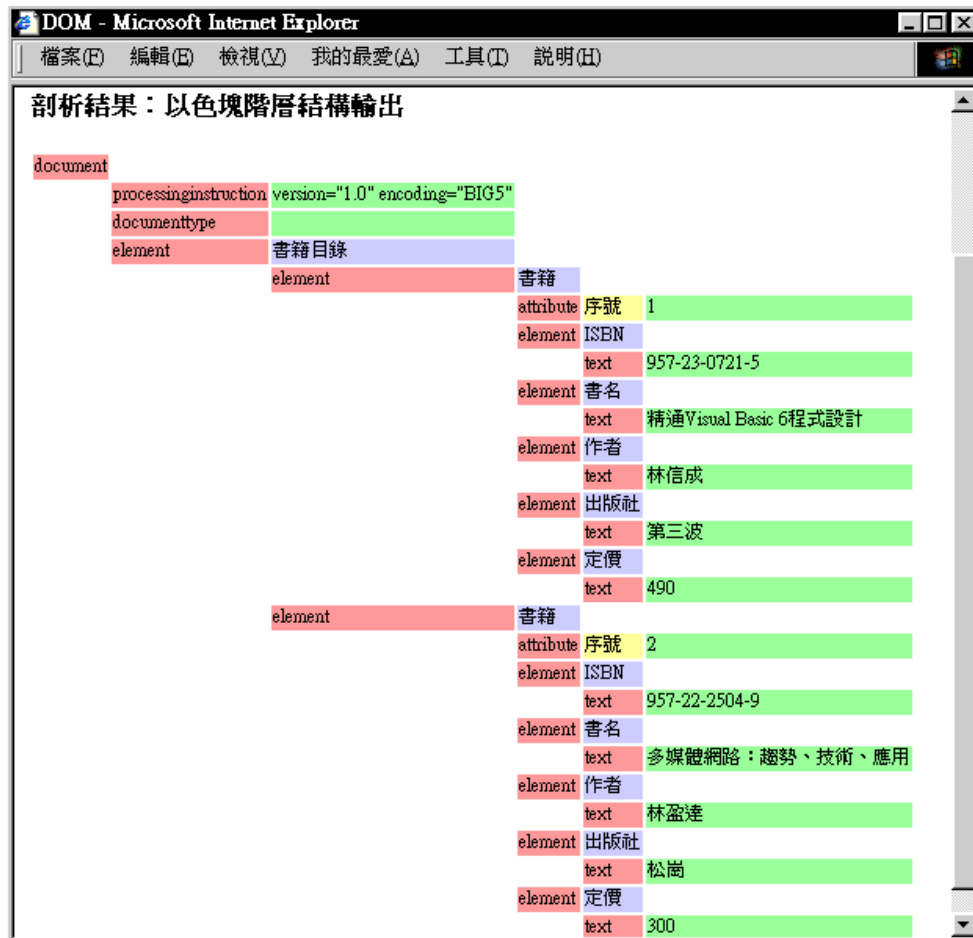 DOM - Microsoft Internet Explorer
檔案(F) 編輯(E) 檢視(V) 我的最愛(A) 工具(T) 說明(H)
剖析結果：以色塊階層結構輸出
document
processinginstruction version="1.0" encoding="BIG5"
documenttype
element 書籍目錄
element 書籍
attribute 序號 1
element ISBN
text 957-23-0721-5
element 書名
text 精通Visual Basic 6程式設計
element 作者
text 林信成
element 出版社
text 第三波
element 定價
text 490
element 書籍
attribute 序號 2
element ISBN
text 957-22-2504-9
element 書名
text 多媒體網路：趨勢、技術、應用
element 作者
text 林盈達
element 出版社
text 松崗
element 定價
text 300